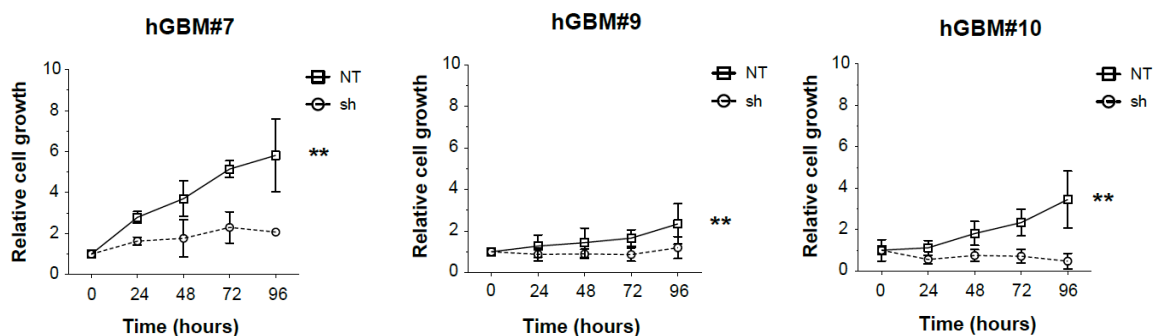 hGBM#7
Relative cell growth
10
8
6
4
2
0
0 24 48 72 96
Time (hours)
NT
sh
**
hGBM#9
Relative cell growth
10
8
6
4
2
0
0 24 48 72 96
Time (hours)
NT
sh
**
hGBM#10
Relative cell growth
10
8
6
4
2
0
0 24 48 72 96
Time (hours)
NT
sh
**